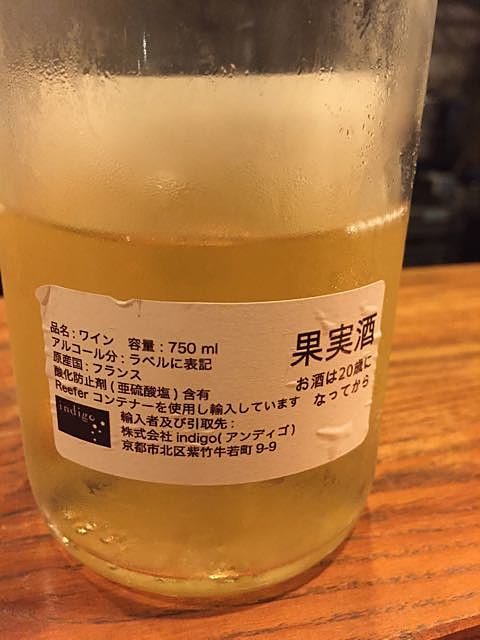 品名 : ワイン　容量 : 750 ml
アルコール分 : ラベルに表記
原産国 : フランス
酸化防止剤 ( 亜硫酸塩 ) 含有
Reefer コンテナーを使用し輸入しています
果実酒
お酒は20歳に
なってから
indigo
輸入者及び引取先 :
株式会社 indigo( アンディゴ )
京都市北区紫竹牛若町 9-9